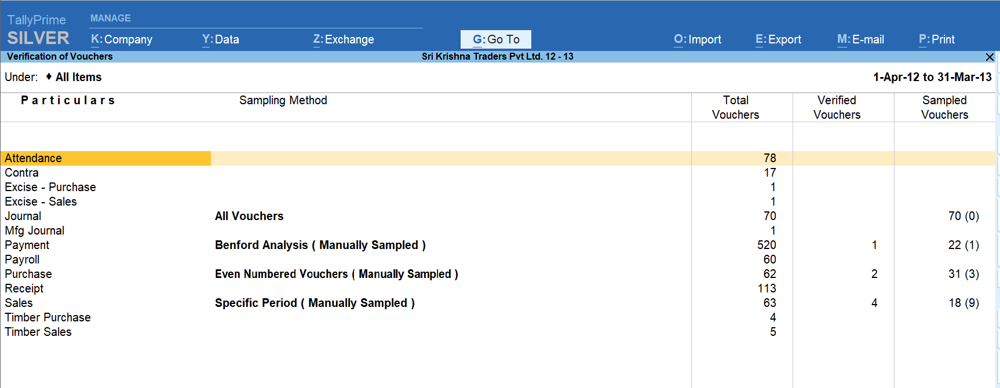 TallyPrime MANAGE
SILVER K:Company Y:Data Z:Exchange G:Go To O:Import E:Export M:E-mail P:Print
Verification of Vouchers Sri Krishna Traders Pvt Ltd. 12 - 13
Under: ♦ All Items 1-Apr-12 to 31-Mar-13
Particulars Sampling Method Total Verified Sampled
Vouchers Vouchers Vouchers
Attendance 78
Contra 17
Excise - Purchase 1
Excise - Sales 1
Journal All Vouchers 70 70 (0)
Mfg Journal 1
Payment Benford Analysis ( Manually Sampled ) 520 1 22 (1)
Payroll 60
Purchase Even Numbered Vouchers ( Manually Sampled ) 62 2 31 (3)
Receipt 113
Sales Specific Period ( Manually Sampled ) 63 4 18 (9)
Timber Purchase 4
Timber Sales 5